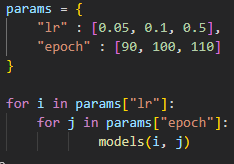 params = {
    "lr" : [0.05, 0.1, 0.5],
    "epoch" : [90, 100, 110]
}
for i in params["lr"]:
    for j in params["epoch"]:
            models(i, j)